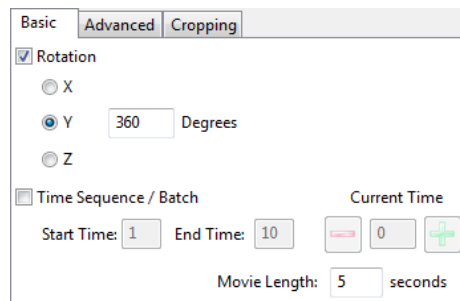 Basic Advanced Cropping
Rotation
X
Y 360 Degrees
Z
Time Sequence / Batch Current Time
Start Time: 1 End Time: 10 0
Movie Length: 5 seconds